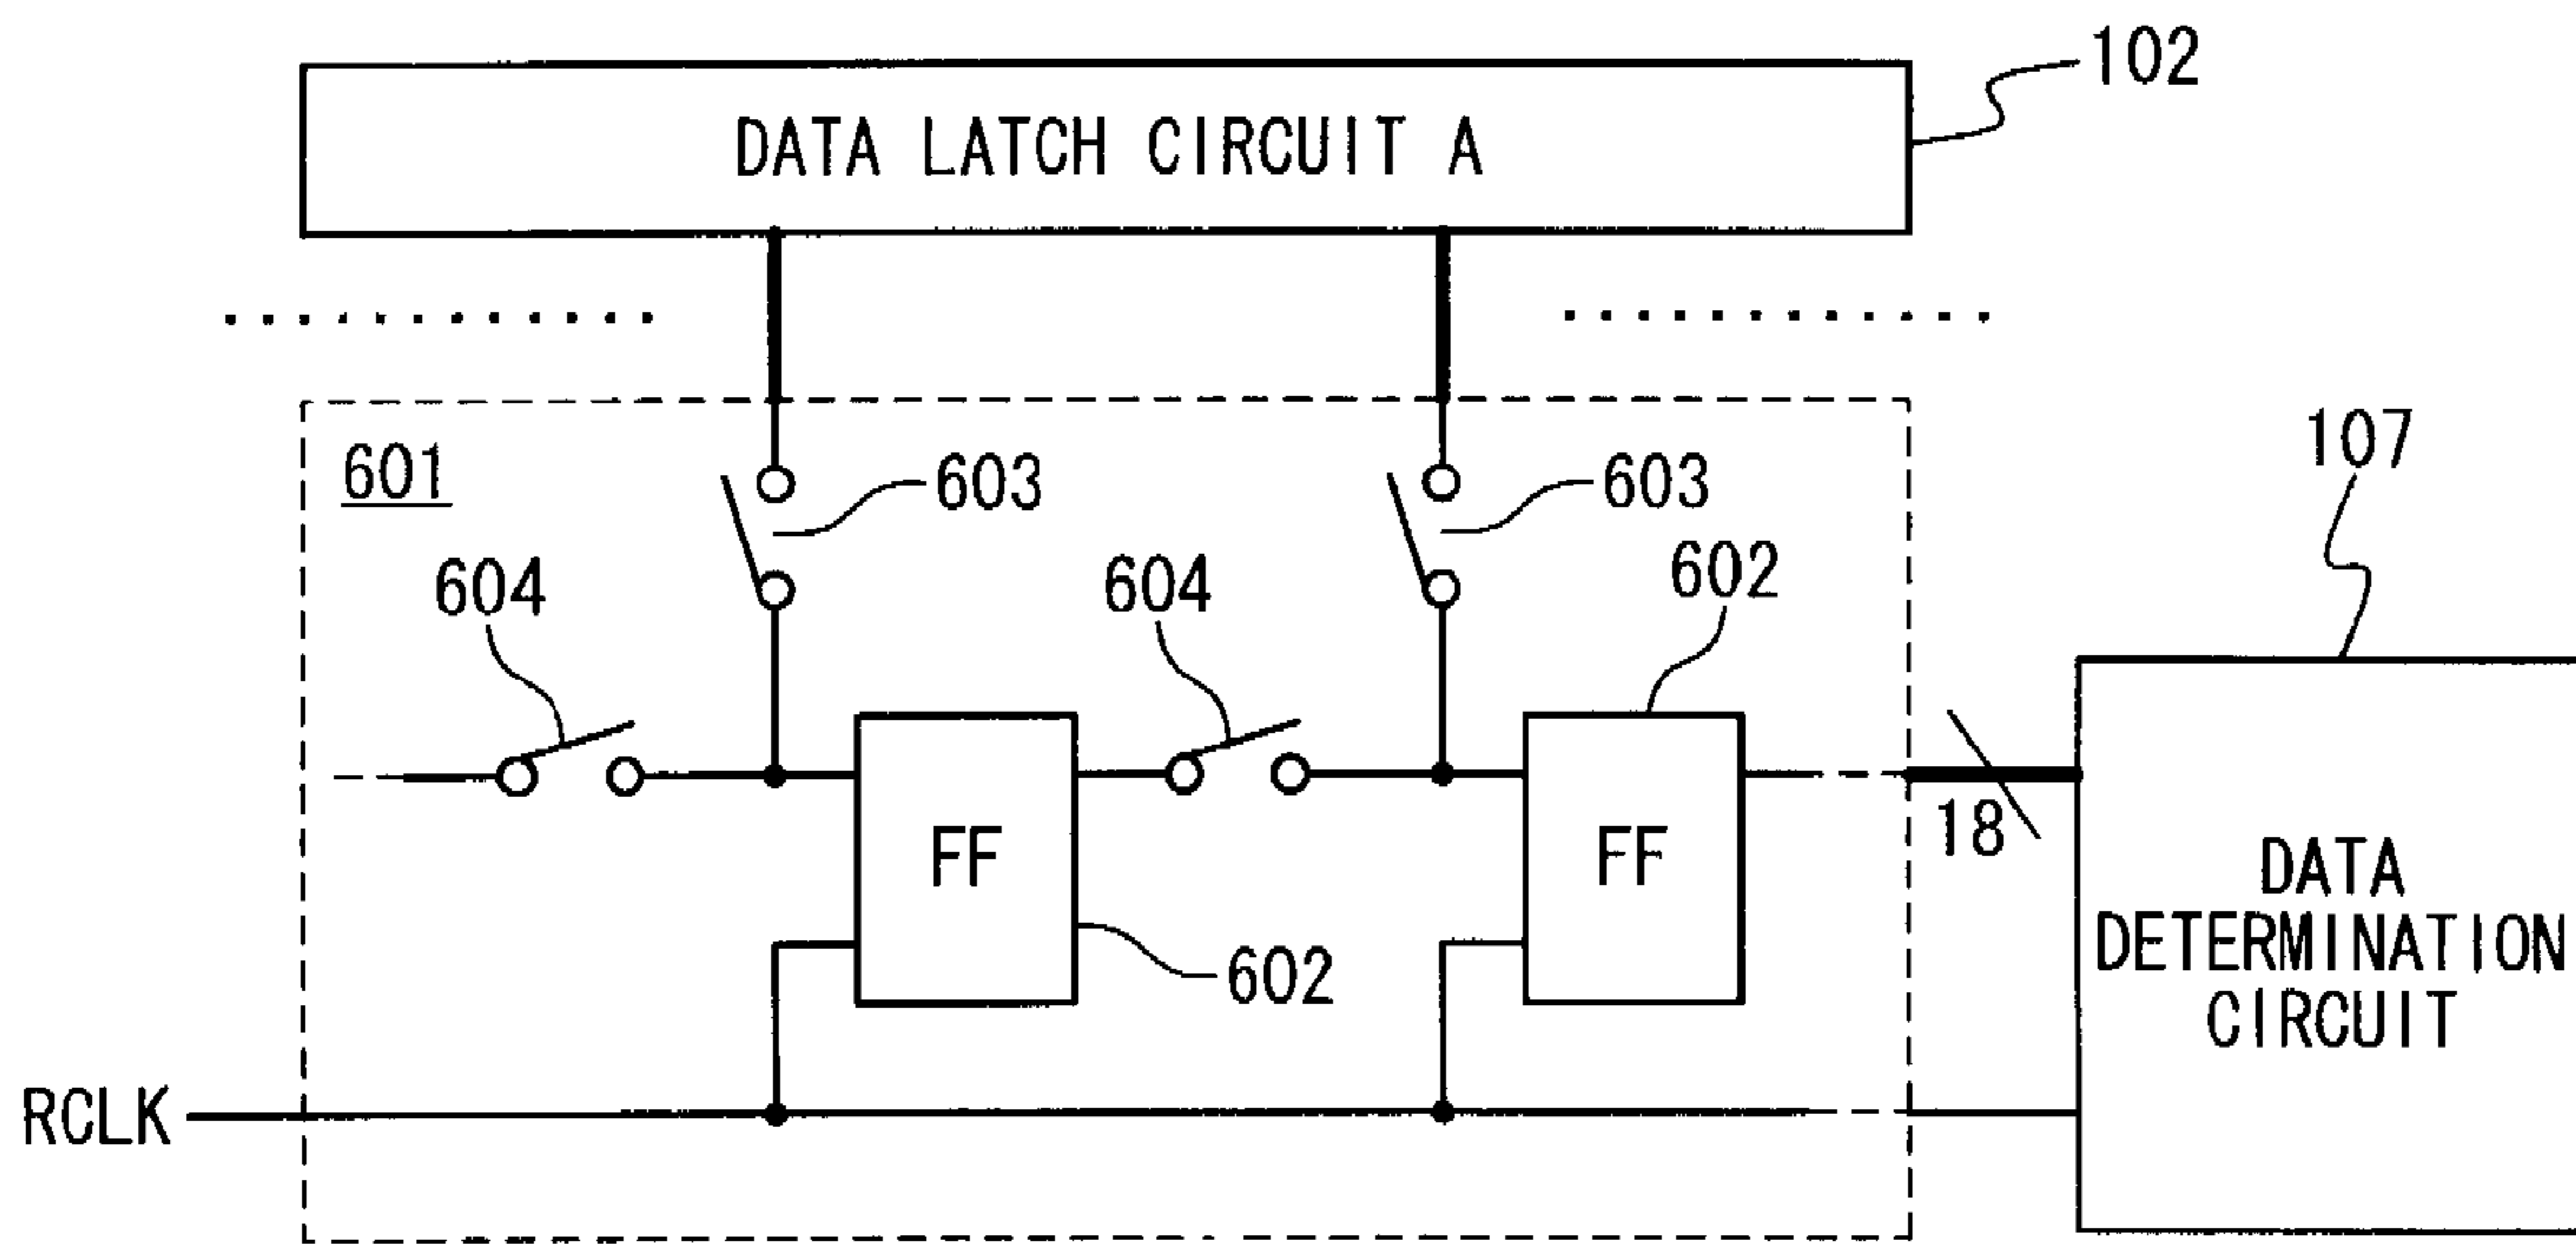 102
DATA LATCH CIRCUIT A
107
601
603
603
604
604
602
FF
FF
18
602
DATA
DETERMINATION
CIRCUIT
RCLK